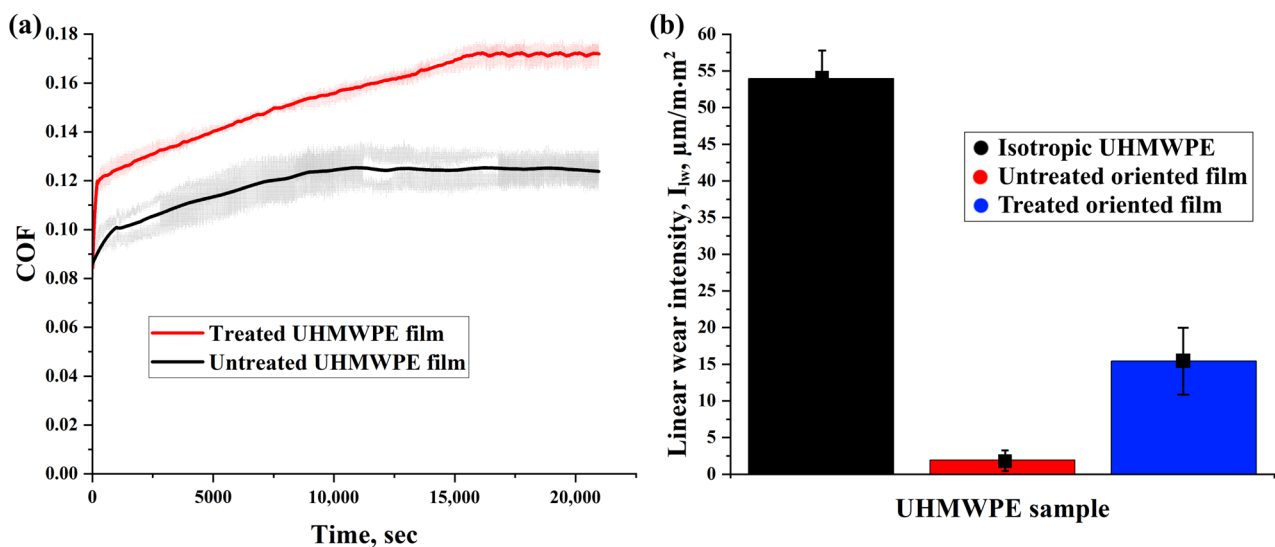 (a)
0.18
0.16
0.14
0.12
0.10
0.08
0.06
0.04
0.02
0.00
COF
Treated UHMWPE film
Untreated UHMWPE film
0
5000
10,000
15,000
20,000
Time, sec
(b)
60
55
50
45
40
35
30
25
20
15
10
5
0
Linear wear intensity, Iₗw, μm/m·m²
Isotropic UHMWPE
Untreated oriented film
Treated oriented film
UHMWPE sample